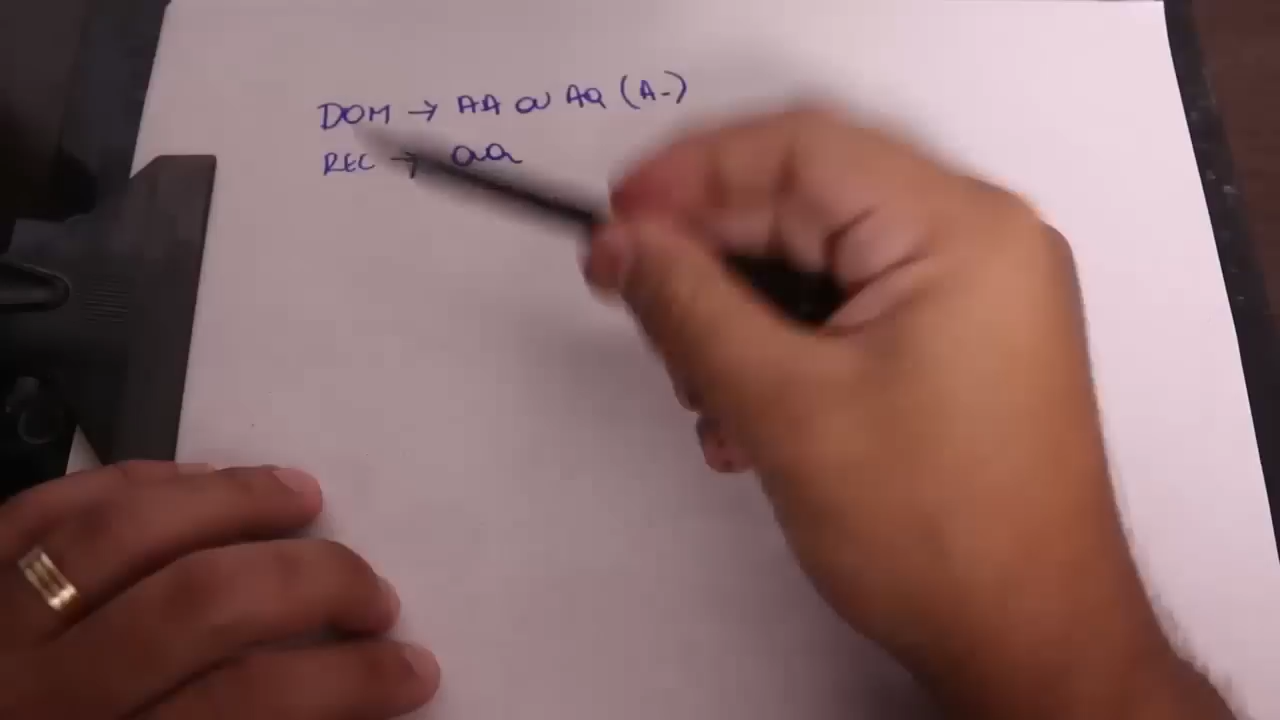 DOM → AA ou Aa (A-)
REC → aa